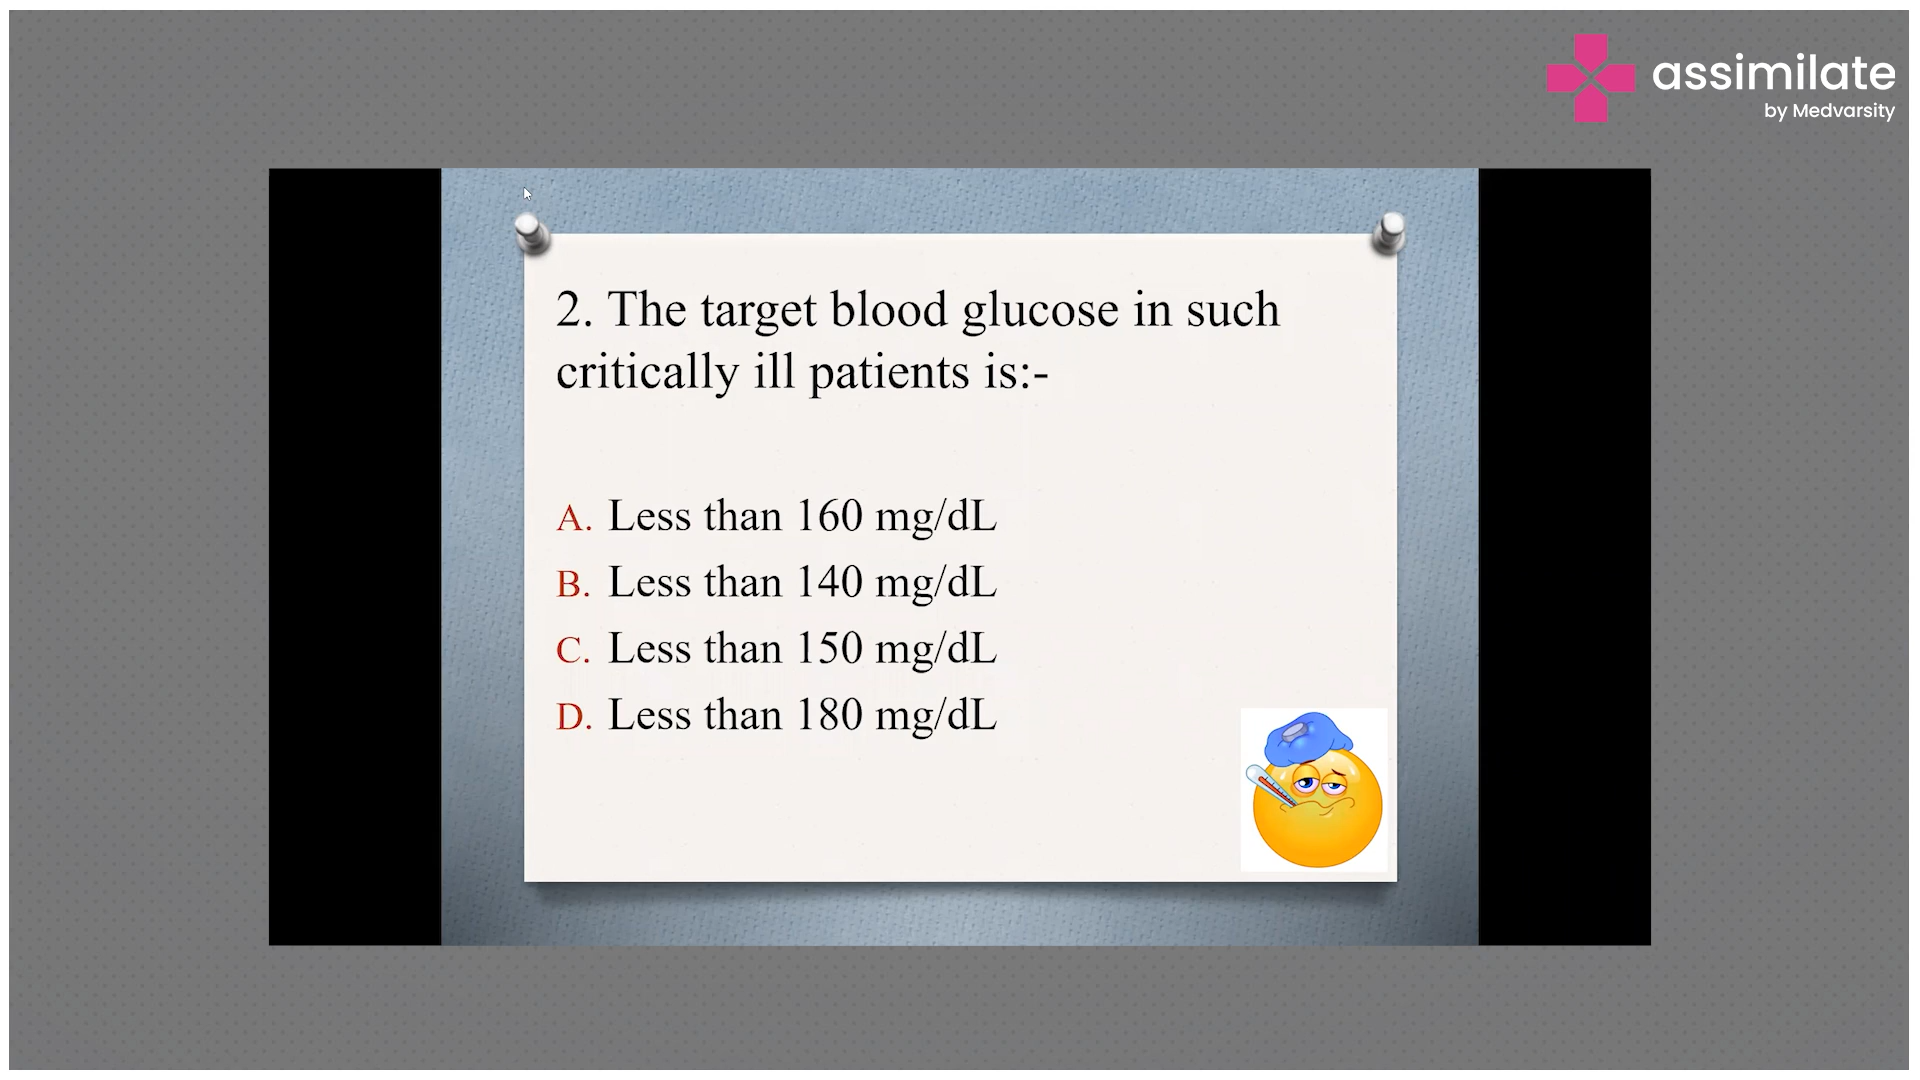 assimilate
by Medvarsity
2. The target blood glucose in such
critically ill patients is:-
A. Less than 160 mg/dL
B. Less than 140 mg/dL
C. Less than 150 mg/dL
D. Less than 180 mg/dL